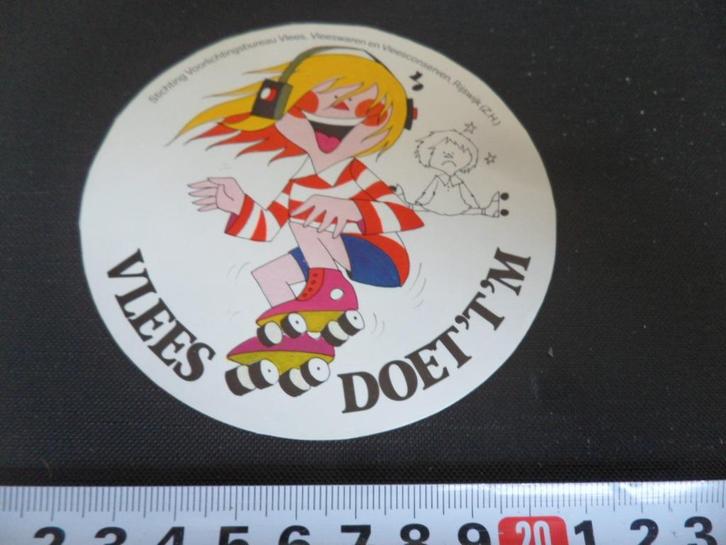 Stichting Voorlichtingsbureau Vlees, Vleeswaren en Vleesconserven, Rijswijk (Z.H.)
VLEES DOET'T'M
2 3 4 5 6 7 8 9 20 1 2 3